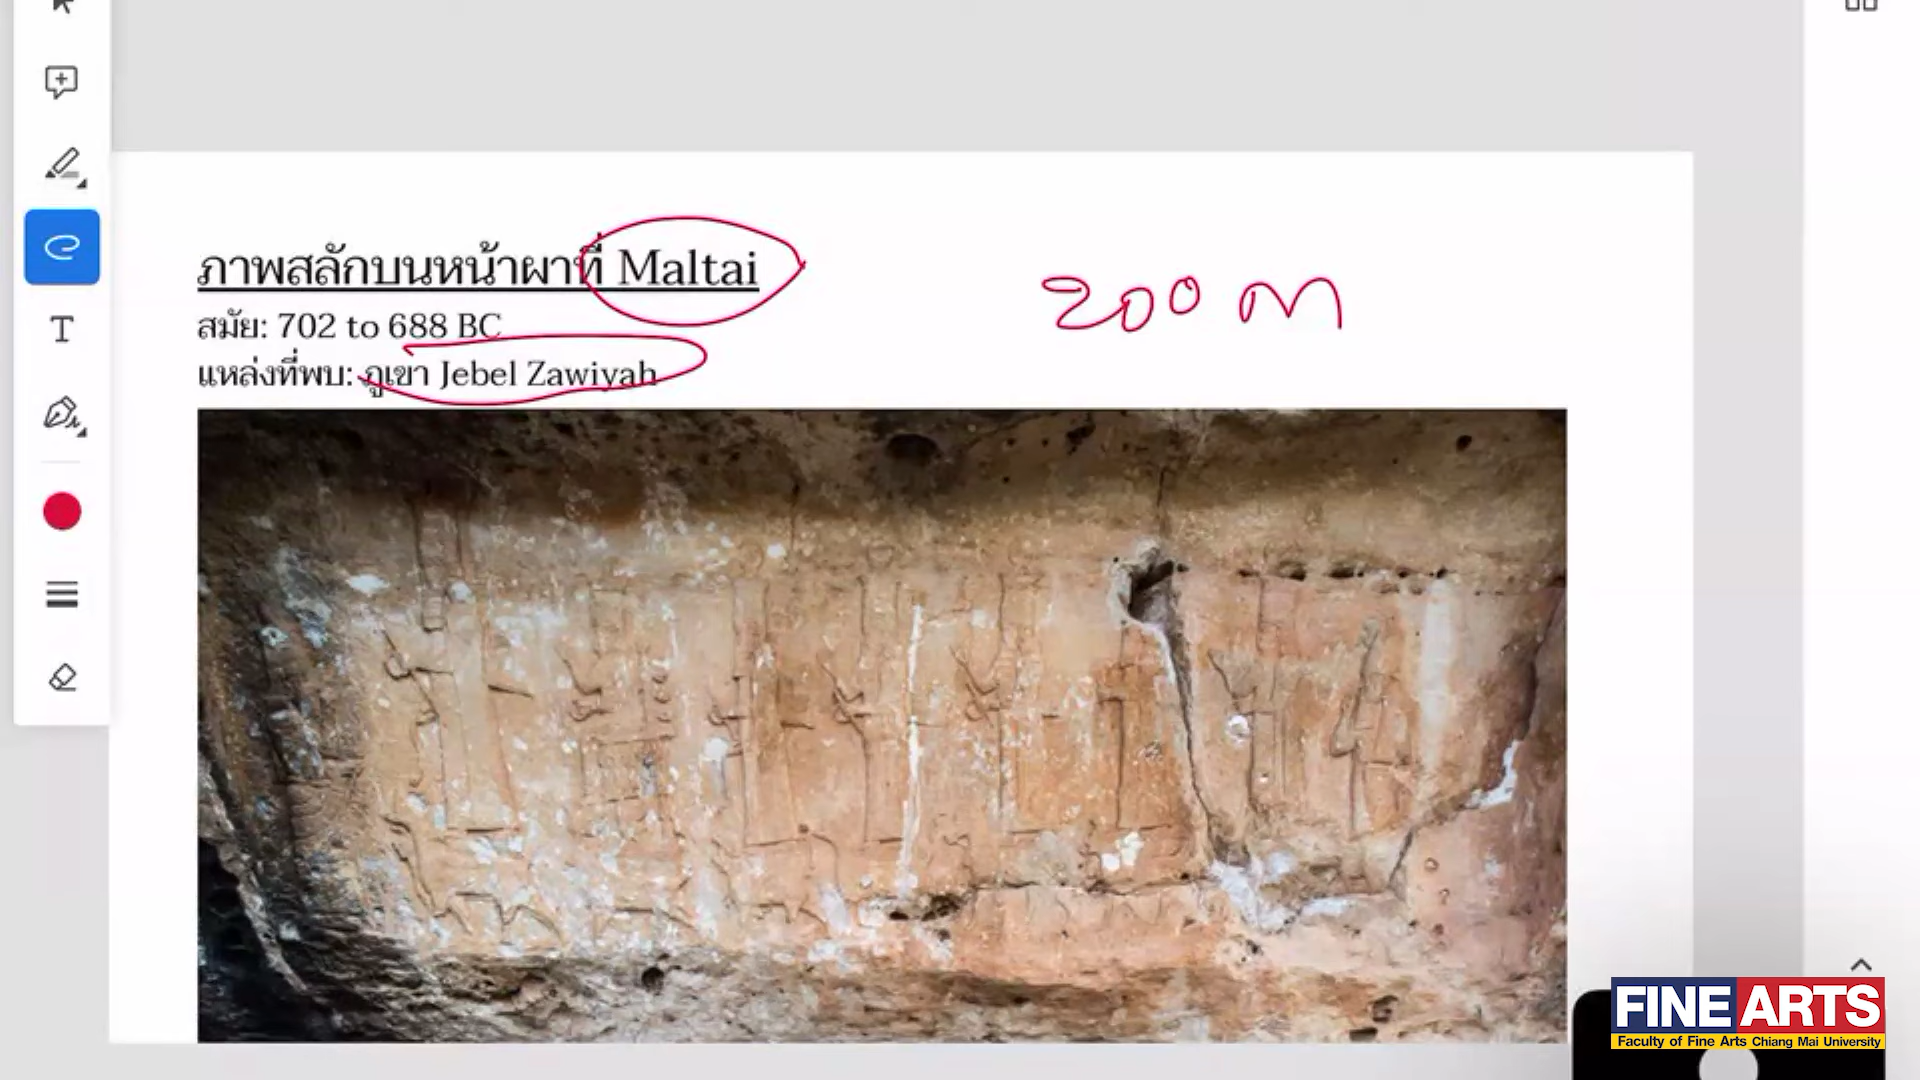 ภาพสลักบนหน้าผาที่ Maltai
200 m
สมัย: 702 to 688 BC
แหล่งที่พบ: ภูเขา Jebel Zawiyah
T
FINE ARTS
Faculty of Fine Arts Chiang Mai University